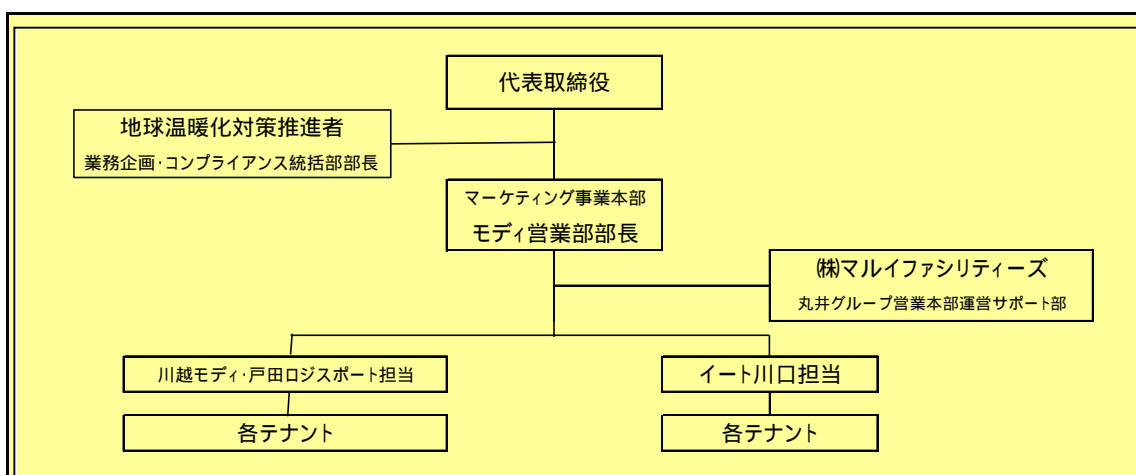 代表取締役
地球温暖化対策推進者
業務企画･コンプライアンス統括部部長
マーケティング事業本部
モディ営業部部長
㈱マルイファシリティーズ
丸井グループ営業本部運営サポート部
川越モディ･戸田ロジスポート担当
イート川口担当
各テナント
各テナント